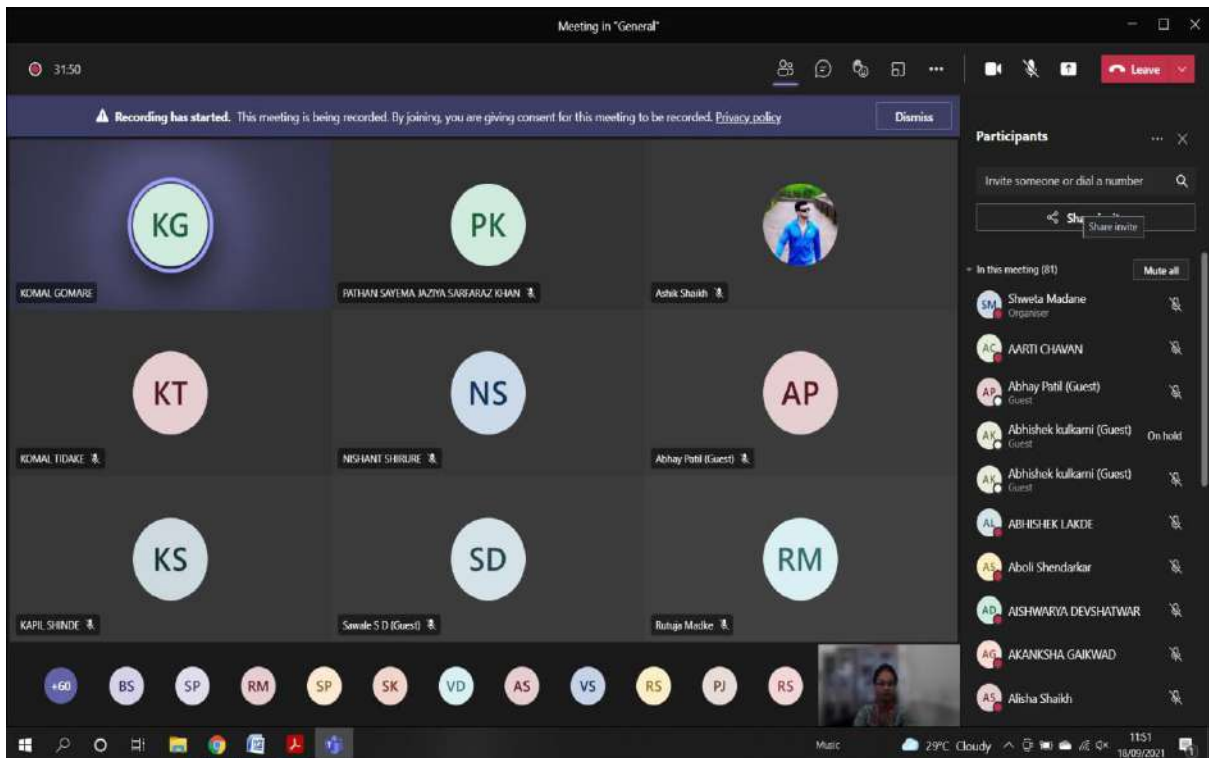 Meeting in "General"
31:50
Leave
Recording has started. This meeting is being recorded. By joining, you are giving consent for this meeting to be recorded. Privacy policy
Dismiss
KG
KOMAL GOMARE
PK
PATHAN SAYEMA JAZIYA SARFARAZ KHAN
Ashik Shaikh
KT
KOMAL TIDAKE
NS
NISHANT SHIRURE
AP
Abhay Patil (Guest)
KS
KAPIL SHINDE
SD
Sawale S D (Guest)
RM
Rutuja Madke
+60
BS
SP
RM
SP
SK
VD
AS
VS
RS
PJ
RS
Participants
Invite someone or dial a number
Share invite
In this meeting (81)
Mute all
SM
Shweta Madane
Organiser
AC
AARTI CHAVAN
AP
Abhay Patil (Guest)
Guest
AK
Abhishek kulkarni (Guest)
Guest
On hold
AK
Abhishek kulkarni (Guest)
Guest
AL
ABHISHEK LAKDE
AS
Aboli Shendarkar
AD
AISHWARYA DEVSHATWAR
AG
AKANKSHA GAIKWAD
AS
Alisha Shaikh
Music
29°C Cloudy
11:51
18/09/2021